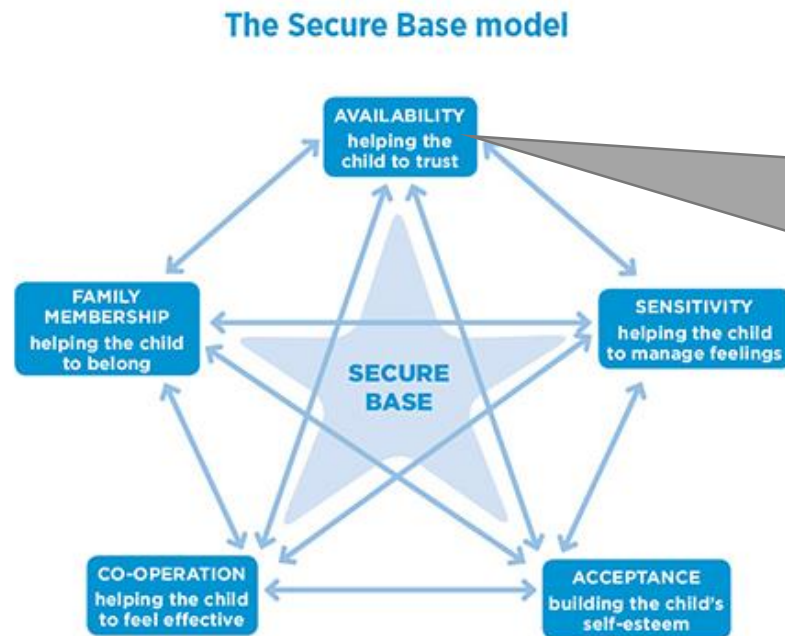 The Secure Base model
AVAILABILITY
helping the
child to trust
FAMILY
MEMBERSHIP
helping the child
to belong
SENSITIVITY
helping the child
to manage feelings
SECURE
BASE
CO-OPERATION
helping the child
to feel effective
ACCEPTANCE
building the child's
self-esteem